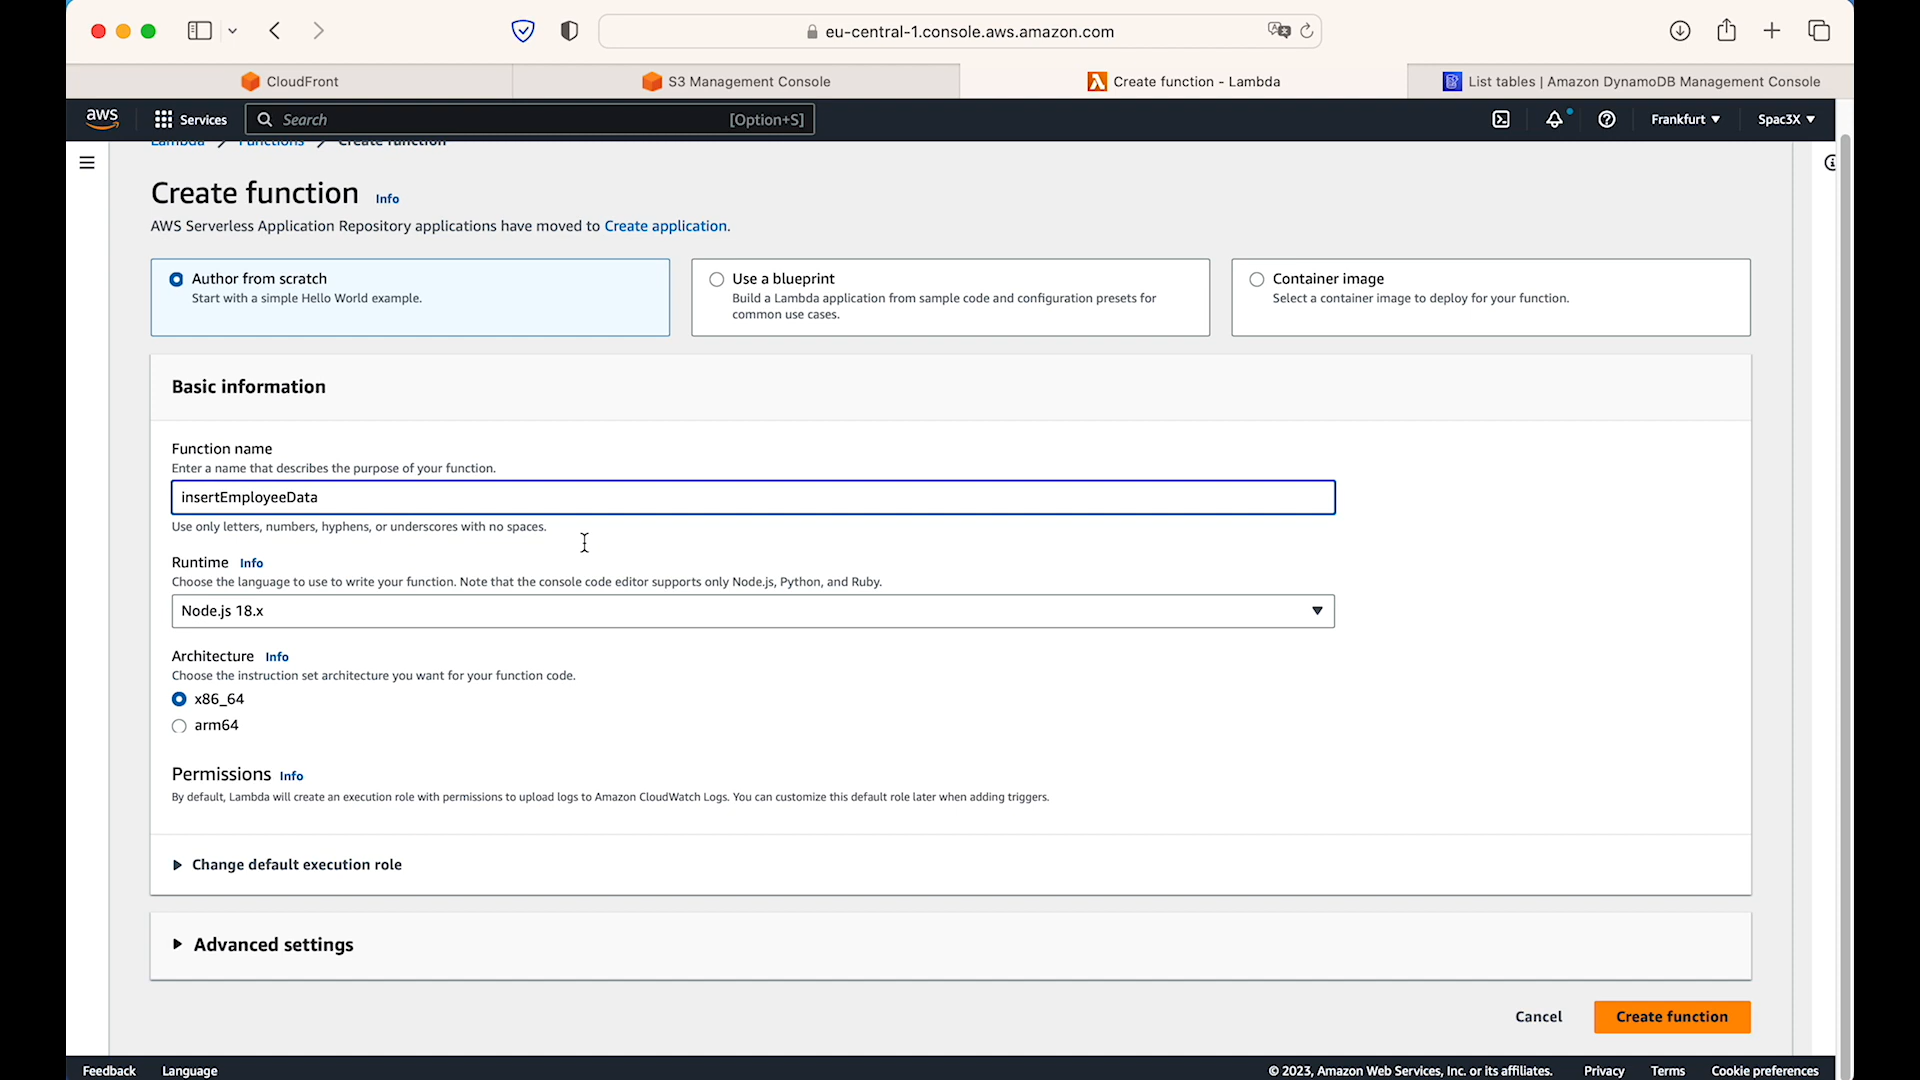 eu-central-1.console.aws.amazon.com
CloudFront
S3 Management Console
Create function - Lambda
List tables | Amazon DynamoDB Management Console
aws
Services
Search
[Option+S]
Frankfurt
Spac3X
Lambda
Functions
Create function
Create function Info
AWS Serverless Application Repository applications have moved to Create application.
Author from scratch
Start with a simple Hello World example.
Use a blueprint
Build a Lambda application from sample code and configuration presets for
common use cases.
Container image
Select a container image to deploy for your function.
Basic information
Function name
Enter a name that describes the purpose of your function.
insertEmployeeData
Use only letters, numbers, hyphens, or underscores with no spaces.
Runtime Info
Choose the language to use to write your function. Note that the console code editor supports only Node.js, Python, and Ruby.
Node.js 18.x
Architecture Info
Choose the instruction set architecture you want for your function code.
x86_64
arm64
Permissions Info
By default, Lambda will create an execution role with permissions to upload logs to Amazon CloudWatch Logs. You can customize this default role later when adding triggers.
Change default execution role
Advanced settings
Cancel
Create function
Feedback
Language
© 2023, Amazon Web Services, Inc. or its affiliates.
Privacy
Terms
Cookie preferences